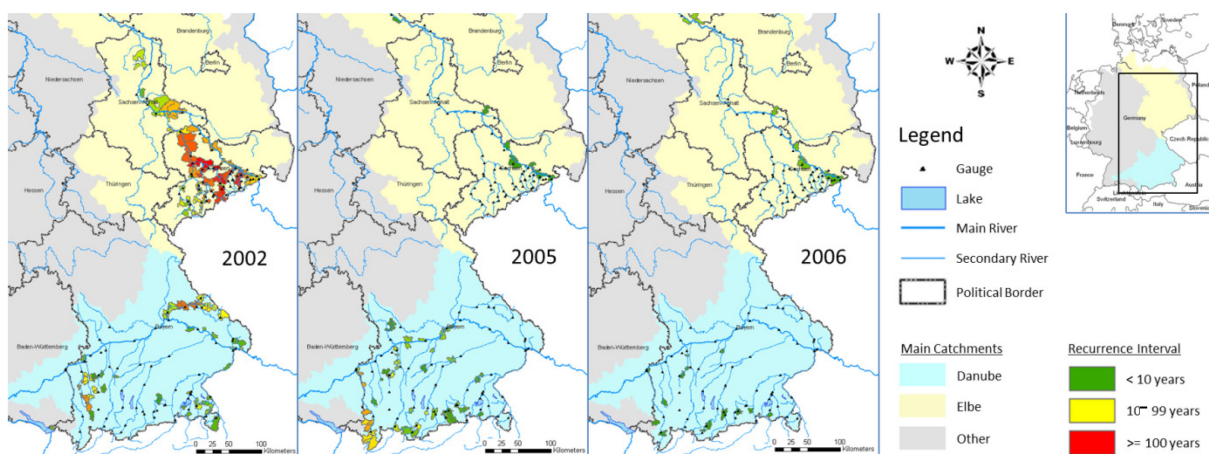 Brandenburg
Berlin
Niedersachsen
Sachsen-Anhalt
Hessen
Thüringen
2002
Bayern
Baden-Württemberg
0 25 50 100
Kilometers
Brandenburg
Berlin
Niedersachsen
Sachsen-Anhalt
Hessen
Thüringen
2005
Bayern
Baden-Württemberg
0 25 50 100
Kilometers
Brandenburg
Berlin
Niedersachsen
Sachsen-Anhalt
Hessen
Thüringen
2006
Bayern
Baden-Württemberg
0 25 50 100
Kilometers
N
W E
S
Legend
Gauge
Lake
Main River
Secondary River
Political Border
Main Catchments
Danube
Elbe
Other
Recurrence Interval
< 10 years
10– 99 years
>= 100 years
Denmark
Sweden
Netherlands
Poland
Germany
Belgium
Luxembourg
Czech Republic
France
Austria
Switzerland
Italy